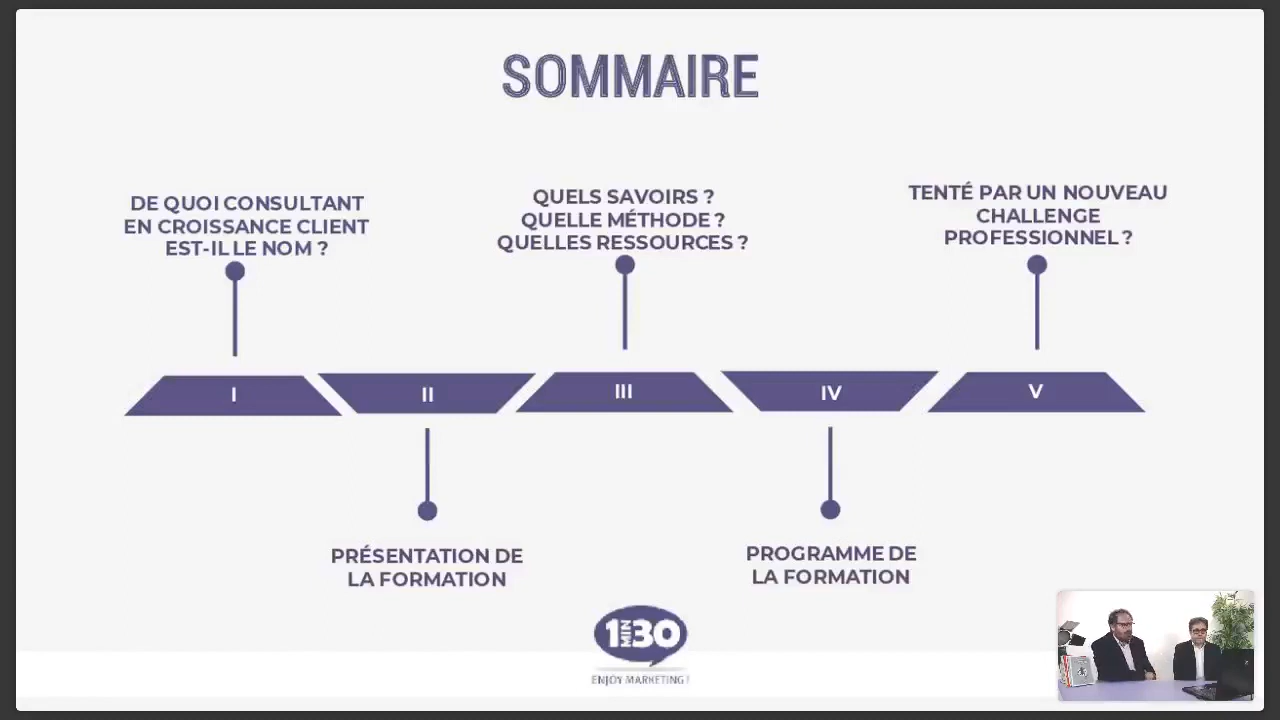 SOMMAIRE
DE QUOI CONSULTANT
EN CROISSANCE CLIENT
EST-IL LE NOM ?
QUELS SAVOIRS ?
QUELLE MÉTHODE ?
QUELLES RESSOURCES ?
TENTÉ PAR UN NOUVEAU
CHALLENGE
PROFESSIONNEL ?
I
II
III
IV
V
PRÉSENTATION DE
LA FORMATION
PROGRAMME DE
LA FORMATION
1MIN30
ENJOY MARKETING !